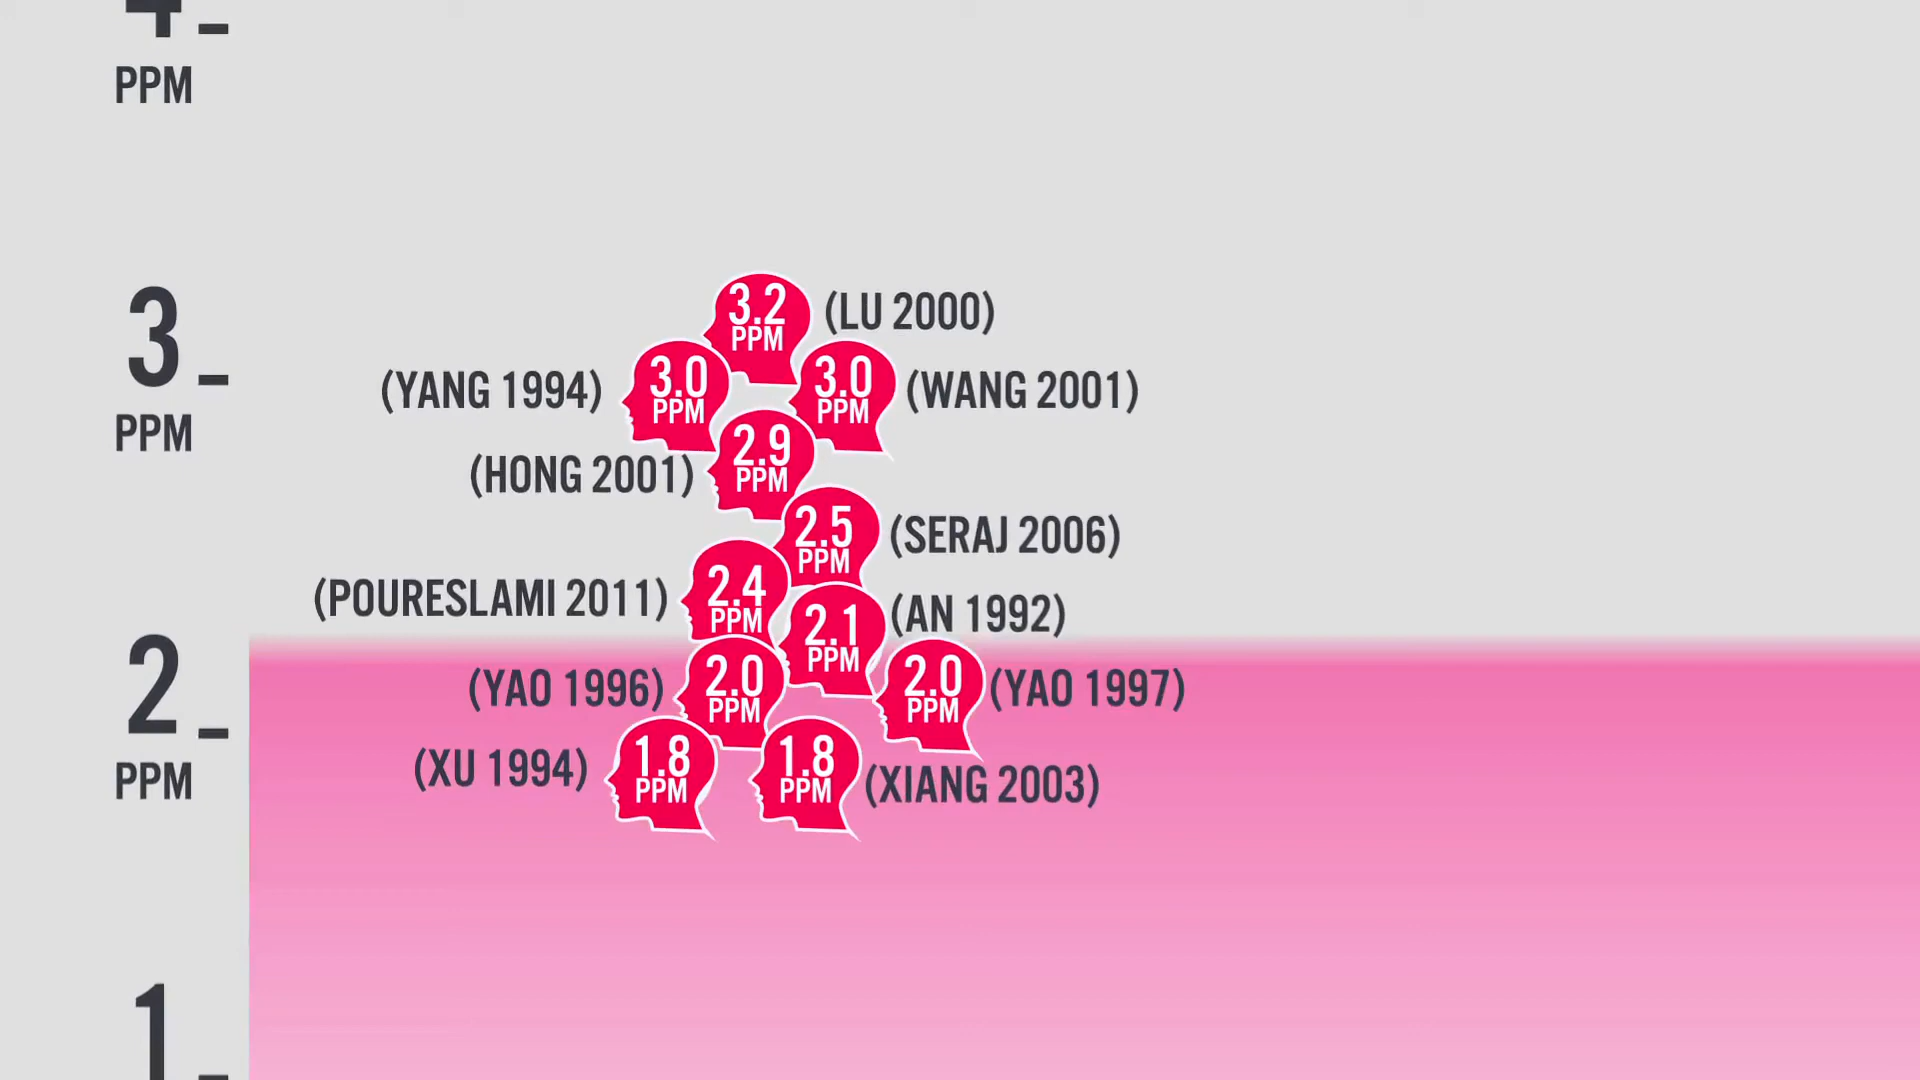 4
PPM
3.2
PPM
(LU 2000)
3
PPM
(YANG 1994)
3.0
PPM
3.0
PPM
(WANG 2001)
(HONG 2001)
2.9
PPM
2.5
PPM
(SERAJ 2006)
(POURESLAMI 2011)
2.4
PPM
2.1
PPM
(AN 1992)
2
PPM
(YAO 1996)
2.0
PPM
2.0
PPM
(YAO 1997)
(XU 1994)
1.8
PPM
1.8
PPM
(XIANG 2003)
1